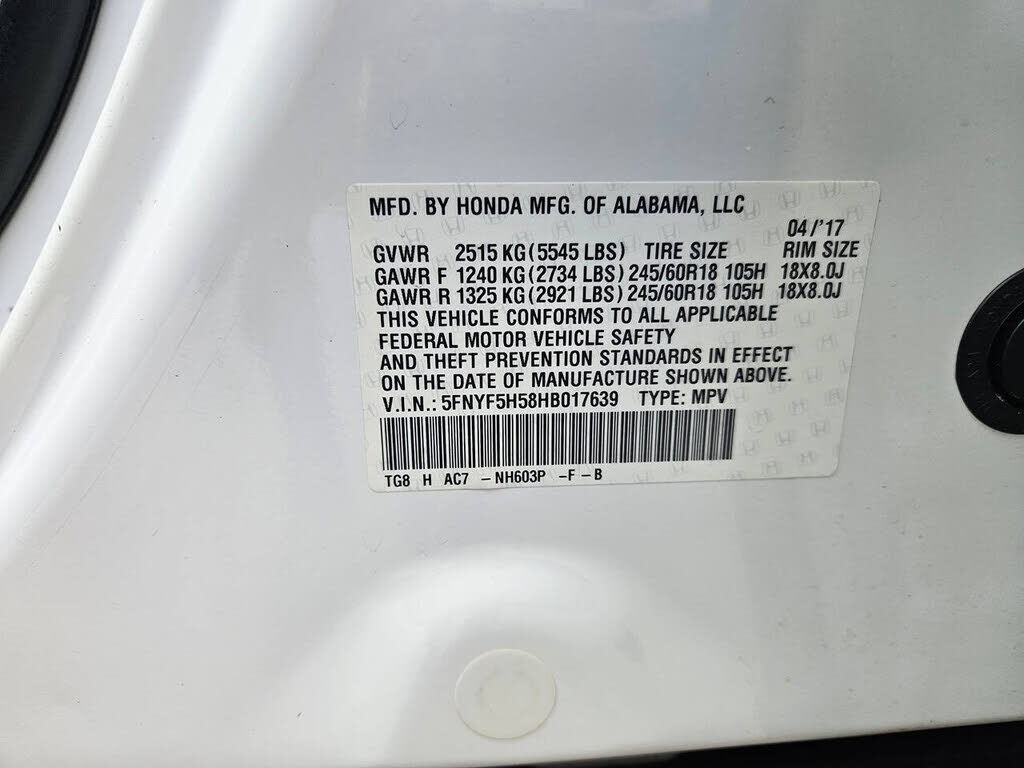 MFD. BY HONDA MFG. OF ALABAMA, LLC
04/'17
GVWR 2515 KG (5545 LBS) TIRE SIZE RIM SIZE
GAWR F 1240 KG (2734 LBS) 245/60R18 105H 18X8.0J
GAWR R 1325 KG (2921 LBS) 245/60R18 105H 18X8.0J
THIS VEHICLE CONFORMS TO ALL APPLICABLE
FEDERAL MOTOR VEHICLE SAFETY
AND THEFT PREVENTION STANDARDS IN EFFECT
ON THE DATE OF MANUFACTURE SHOWN ABOVE.
V.I.N.: 5FNYF5H58HB017639 TYPE: MPV
TG8 H AC7 -NH603P -F-B